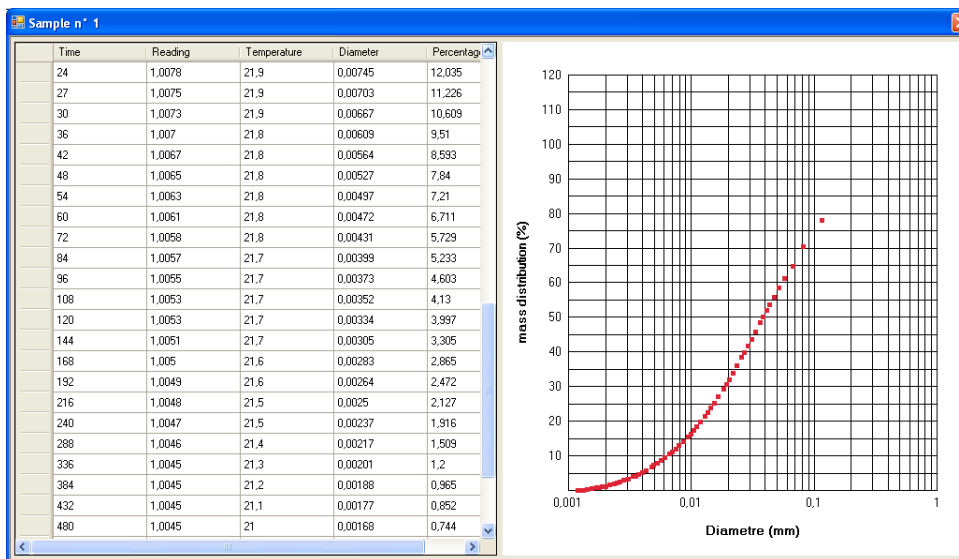 Sample n° 1
Time Reading Temperature Diameter Percentag
24 1,0078 21,9 0,00745 12,035
27 1,0075 21,9 0,00703 11,226
30 1,0073 21,9 0,00667 10,609
36 1,007 21,8 0,00609 9,51
42 1,0067 21,8 0,00564 8,593
48 1,0065 21,8 0,00527 7,84
54 1,0063 21,8 0,00497 7,21
60 1,0061 21,8 0,00472 6,711
72 1,0058 21,8 0,00431 5,729
84 1,0057 21,7 0,00399 5,233
96 1,0055 21,7 0,00373 4,603
108 1,0053 21,7 0,00352 4,13
120 1,0053 21,7 0,00334 3,997
144 1,0051 21,7 0,00305 3,305
168 1,005 21,6 0,00283 2,865
192 1,0049 21,6 0,00264 2,472
216 1,0048 21,5 0,0025 2,127
240 1,0047 21,5 0,00237 1,916
288 1,0046 21,4 0,00217 1,509
336 1,0045 21,3 0,00201 1,2
384 1,0045 21,2 0,00188 0,965
432 1,0045 21,1 0,00177 0,852
480 1,0045 21 0,00168 0,744
mass distribution (%)
120
110
100
90
80
70
60
50
40
30
20
10
0,001 0,01 0,1 1
Diametre (mm)